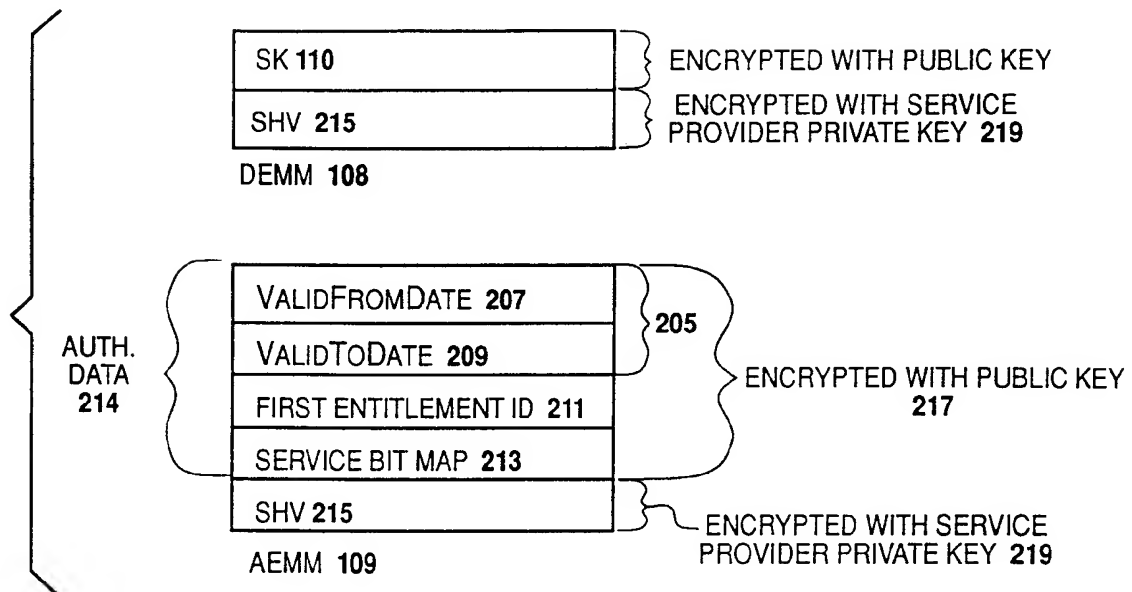 SK 110
ENCRYPTED WITH PUBLIC KEY
SHV 215
ENCRYPTED WITH SERVICE
PROVIDER PRIVATE KEY 219
DEMM 108
VALIDFROMDATE 207
VALIDTODATE 209
205
AUTH.
DATA
214
FIRST ENTITLEMENT ID 211
ENCRYPTED WITH PUBLIC KEY
217
SERVICE BIT MAP 213
SHV 215
ENCRYPTED WITH SERVICE
PROVIDER PRIVATE KEY 219
AEMM 109